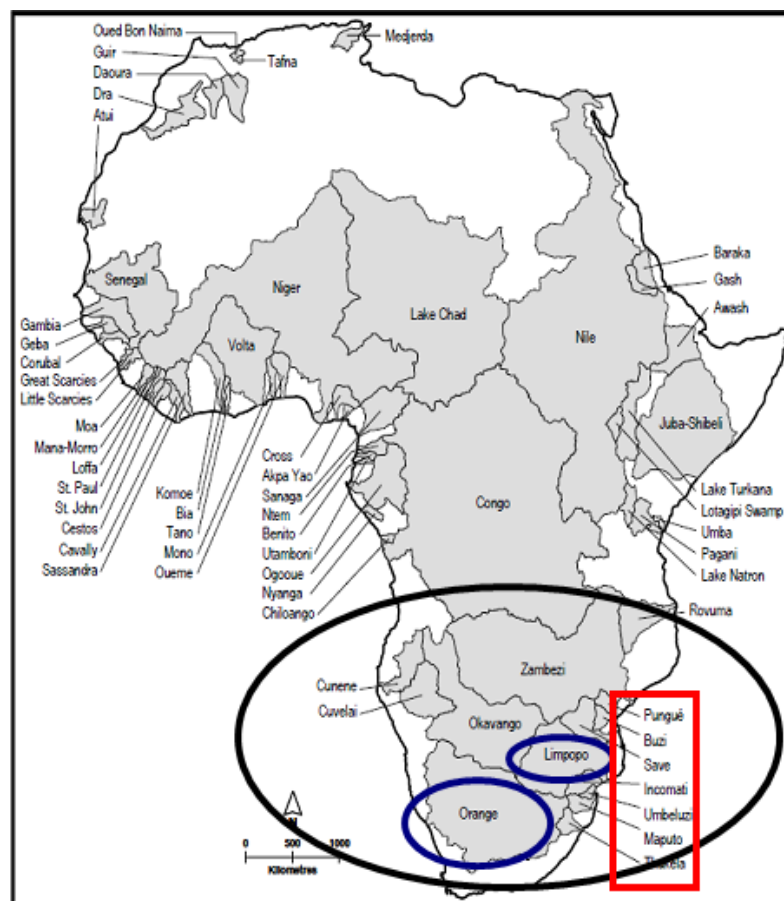 Oued Bon Naima
Guir
Daoura
Dra
Atui
Tafna
Medjerda
Senegal
Niger
Lake Chad
Nile
Volta
Baraka
Gash
Awash
Juba-Shibeli
Gambia
Geba
Corubal
Great Scarcies
Little Scarcies
Moa
Mana-Morro
Loffa
St. Paul
St. John
Cestos
Cavally
Sassandra
Komoe
Bia
Tano
Mono
Oueme
Cross
Akpa Yao
Sanaga
Ntem
Benito
Utamboni
Ogooue
Nyanga
Chiloango
Congo
Lake Turkana
Lotagipi Swamp
Umba
Pagani
Lake Natron
Rovuma
Zambezi
Cunene
Cuvelai
Okavango
Limpopo
Orange
Pungué
Buzi
Save
Incomati
Umbeluzi
Maputo
Thukela
N
0 500 1000
Kilometres